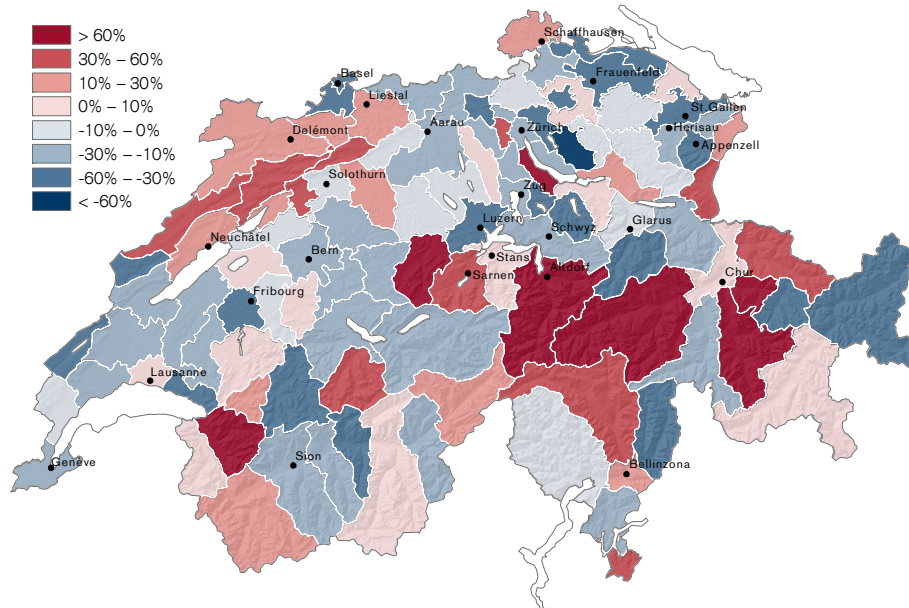 > 60%
30% – 60%
10% – 30%
0% – 10%
-10% – 0%
-30% – -10%
-60% – -30%
< -60%
Schaffhausen
Basel
Frauenfeld
Liestal
St.Gallen
Aarau
Zürich
Herisau
Delémont
Appenzell
Solothurn
Zug
Luzern
Glarus
Schwyz
Neuchâtel
Bern
Stans
Sarnen
Altdorf
Chur
Fribourg
Lausanne
Genève
Sion
Bellinzona